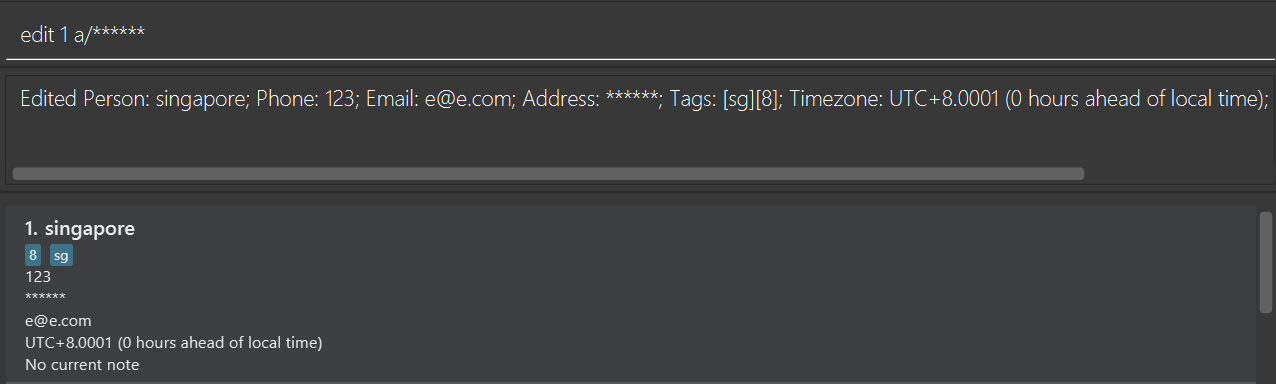 edit 1 a/******
Edited Person: singapore; Phone: 123; Email: e@e.com; Address: ******; Tags: [sg][8]; Timezone: UTC+8.0001 (0 hours ahead of local time);
1. singapore
8 sg
123
******
e@e.com
UTC+8.0001 (0 hours ahead of local time)
No current note